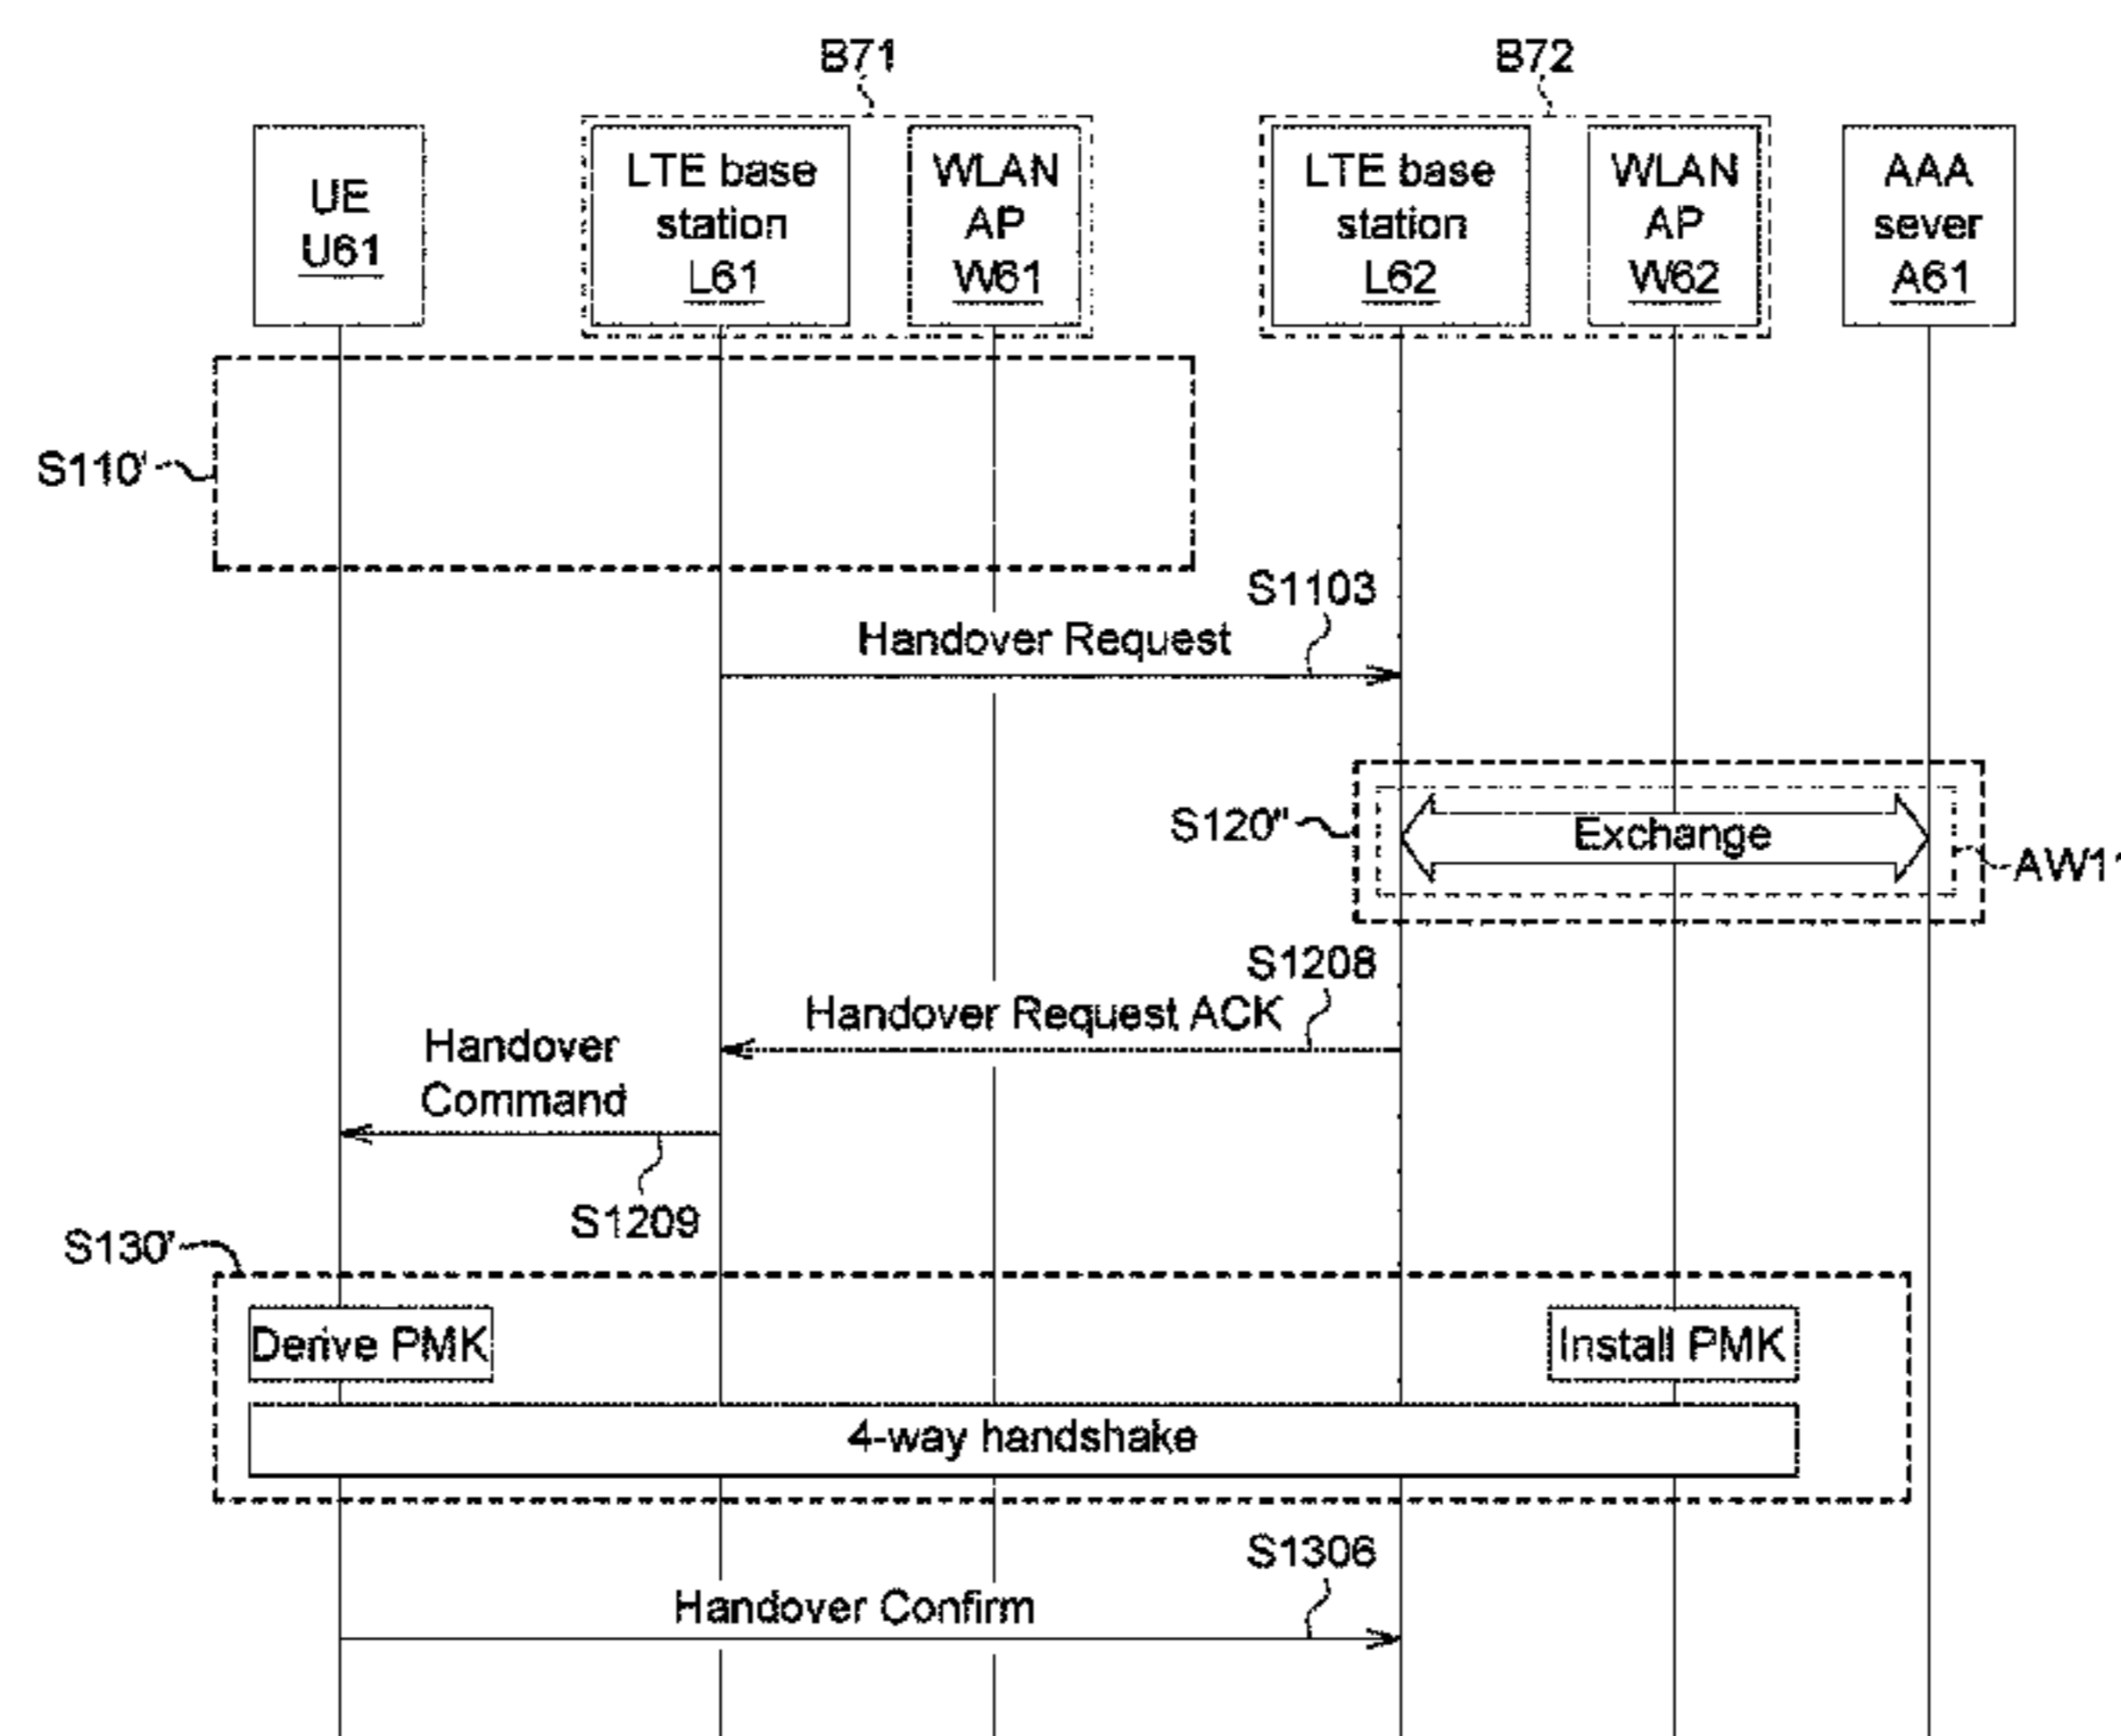 B71
B72
UE
U61
LTE base
station
L61
WLAN
AP
W61
LTE base
station
L62
WLAN
AP
W62
AAA
sever
A61
S110'
S1103
Handover Request
S120"
Exchange
AW11
S1208
Handover Request ACK
Handover
Command
S1209
S130'
Derive PMK
Install PMK
4-way handshake
S1306
Handover Confirm